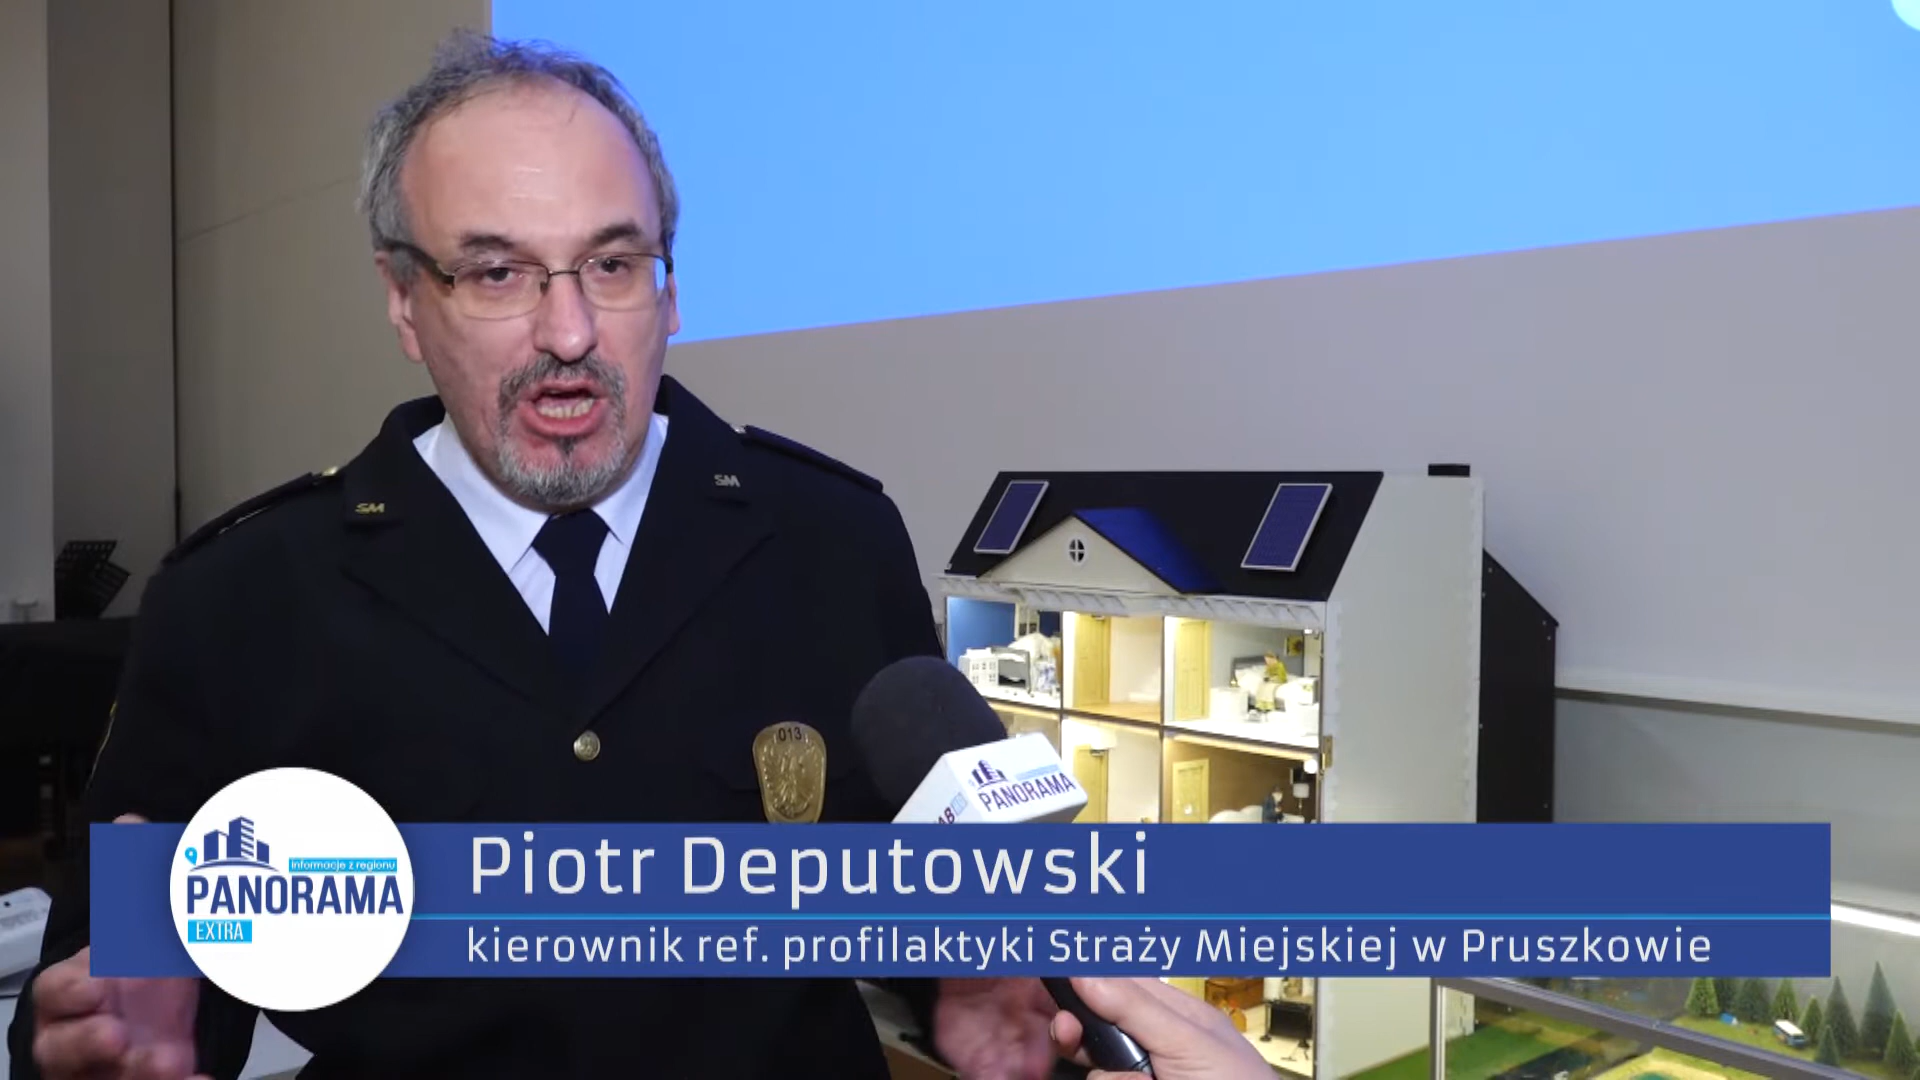 SM
SM
013
PANORAMA
informacje z regionu
PANORAMA
EXTRA
Piotr Deputowski
kierownik ref. profilaktyki Straży Miejskiej w Pruszkowie